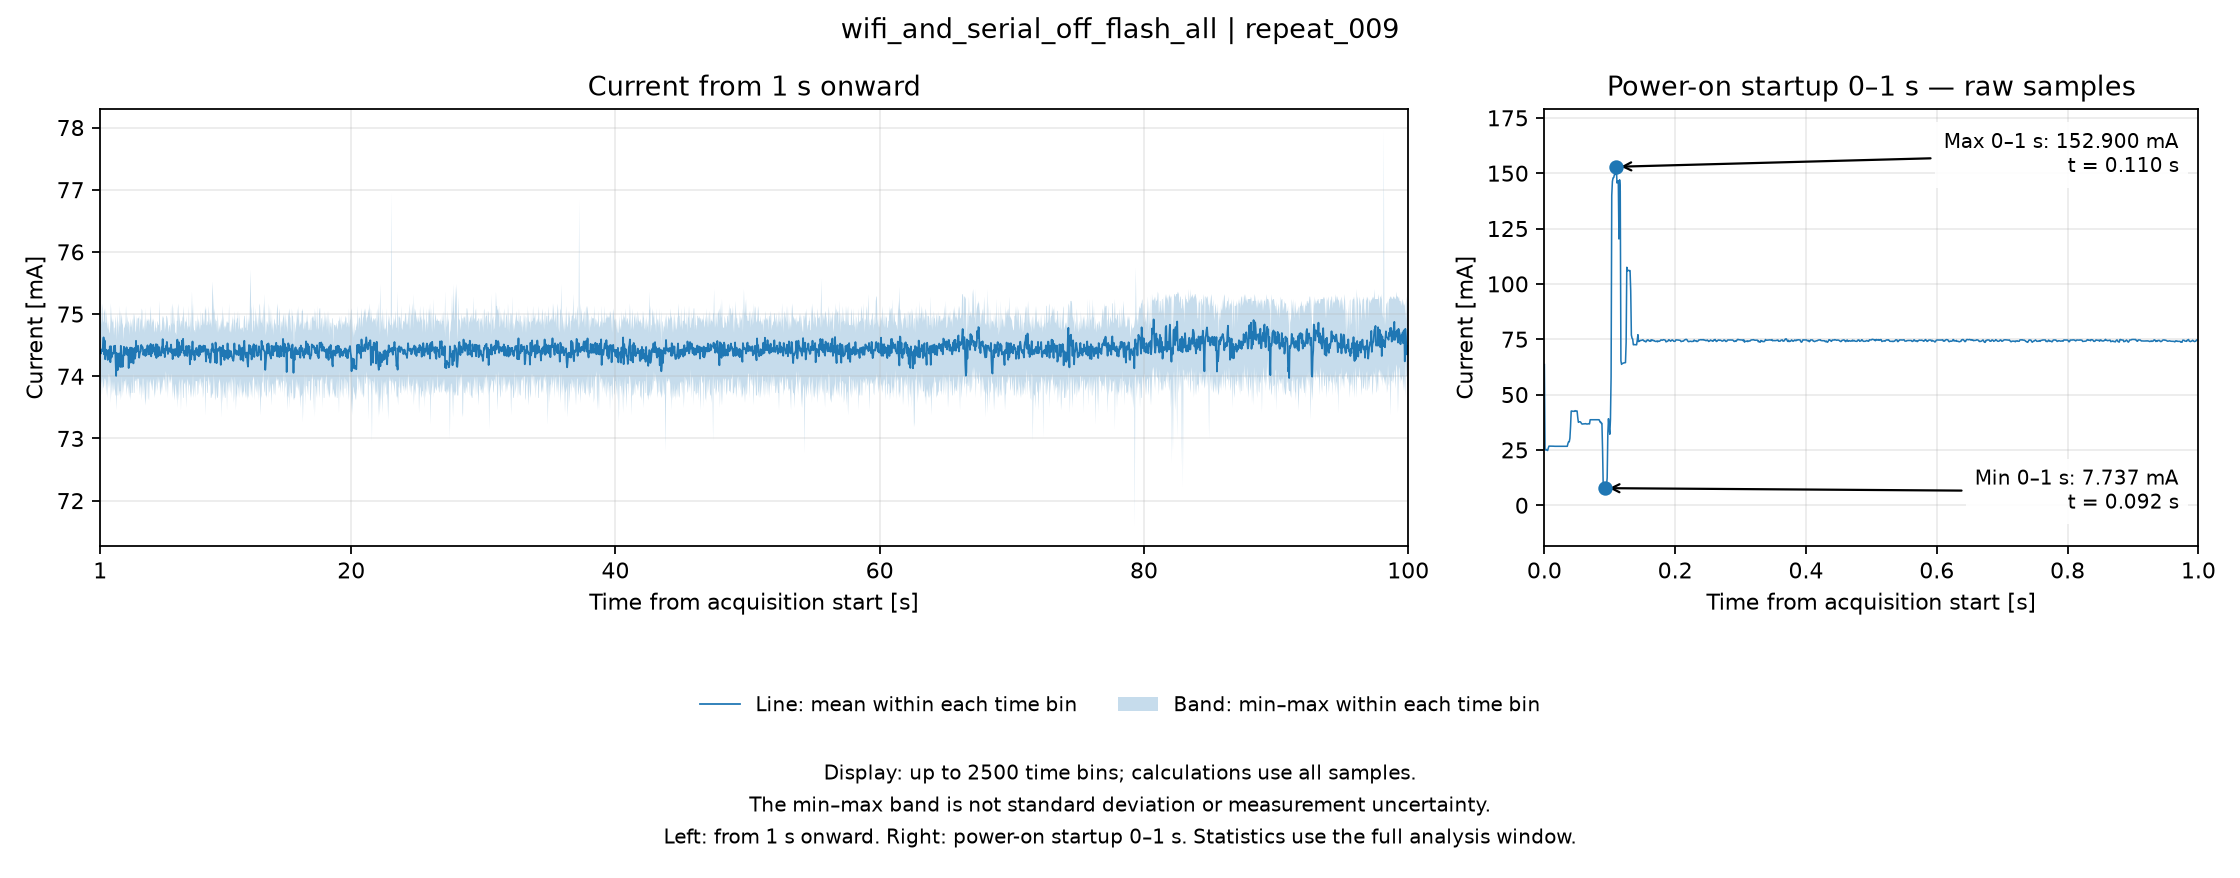 wifi_and_serial_off_flash_all | repeat_009
Current from 1 s onward
78
77
76
75
74
73
72
Current [mA]
1
20
40
60
80
100
Time from acquisition start [s]
Power-on startup 0–1 s — raw samples
175
150
125
100
75
50
25
0
Current [mA]
Max 0–1 s: 152.900 mA
t = 0.110 s
Min 0–1 s: 7.737 mA
t = 0.092 s
0.0
0.2
0.4
0.6
0.8
1.0
Time from acquisition start [s]
Line: mean within each time bin
Band: min–max within each time bin
Display: up to 2500 time bins; calculations use all samples.
The min–max band is not standard deviation or measurement uncertainty.
Left: from 1 s onward. Right: power-on startup 0–1 s. Statistics use the full analysis window.